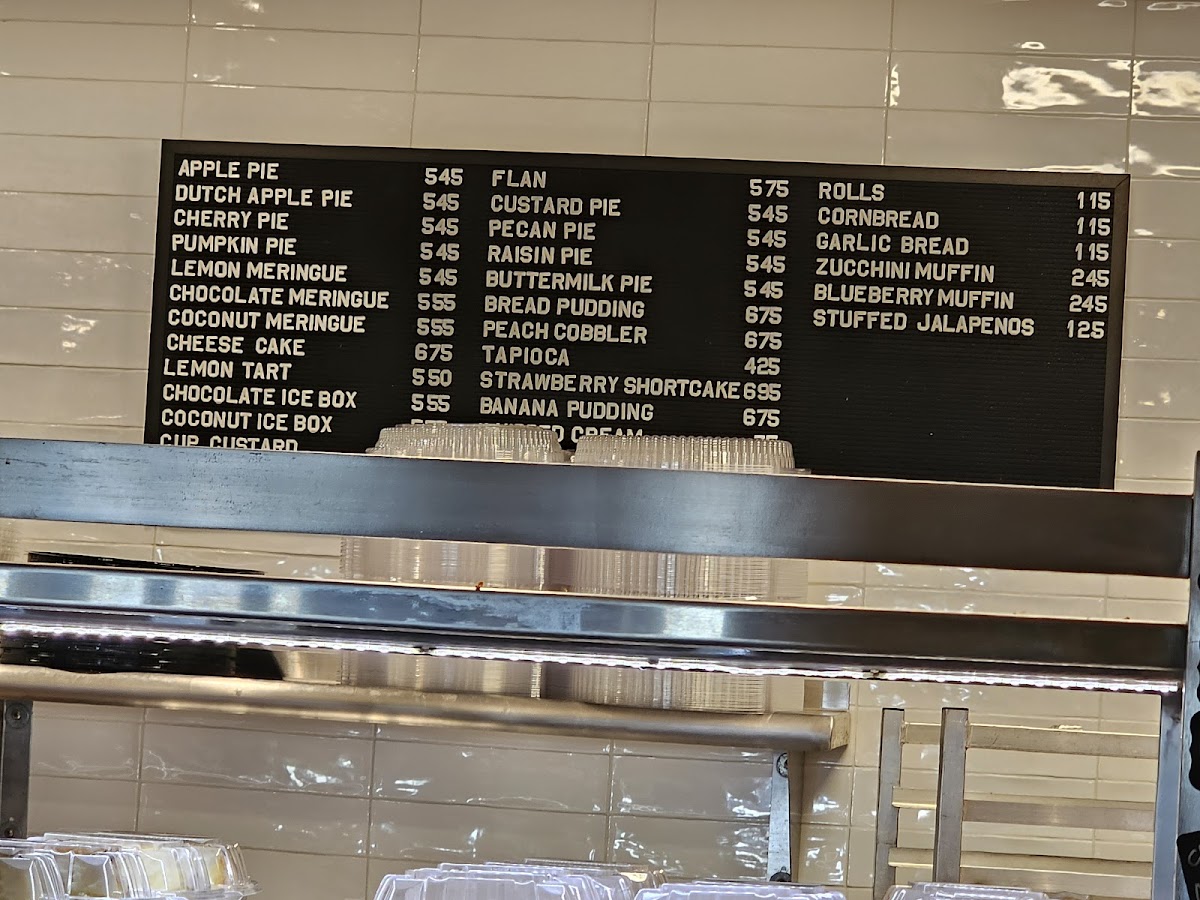 APPLE PIE 545
DUTCH APPLE PIE 545
CHERRY PIE 545
PUMPKIN PIE 545
LEMON MERINGUE 545
CHOCOLATE MERINGUE 555
COCONUT MERINGUE 555
CHEESE CAKE 675
LEMON TART 550
CHOCOLATE ICE BOX 555
COCONUT ICE BOX
CUP CUSTARD
FLAN 575
CUSTARD PIE 545
PECAN PIE 545
RAISIN PIE 545
BUTTERMILK PIE 545
BREAD PUDDING 675
PEACH COBBLER 675
TAPIOCA 425
STRAWBERRY SHORTCAKE 695
BANANA PUDDING 675
CREAM
ROLLS 115
CORNBREAD 115
GARLIC BREAD 115
ZUCCHINI MUFFIN 245
BLUEBERRY MUFFIN 245
STUFFED JALAPENOS 125